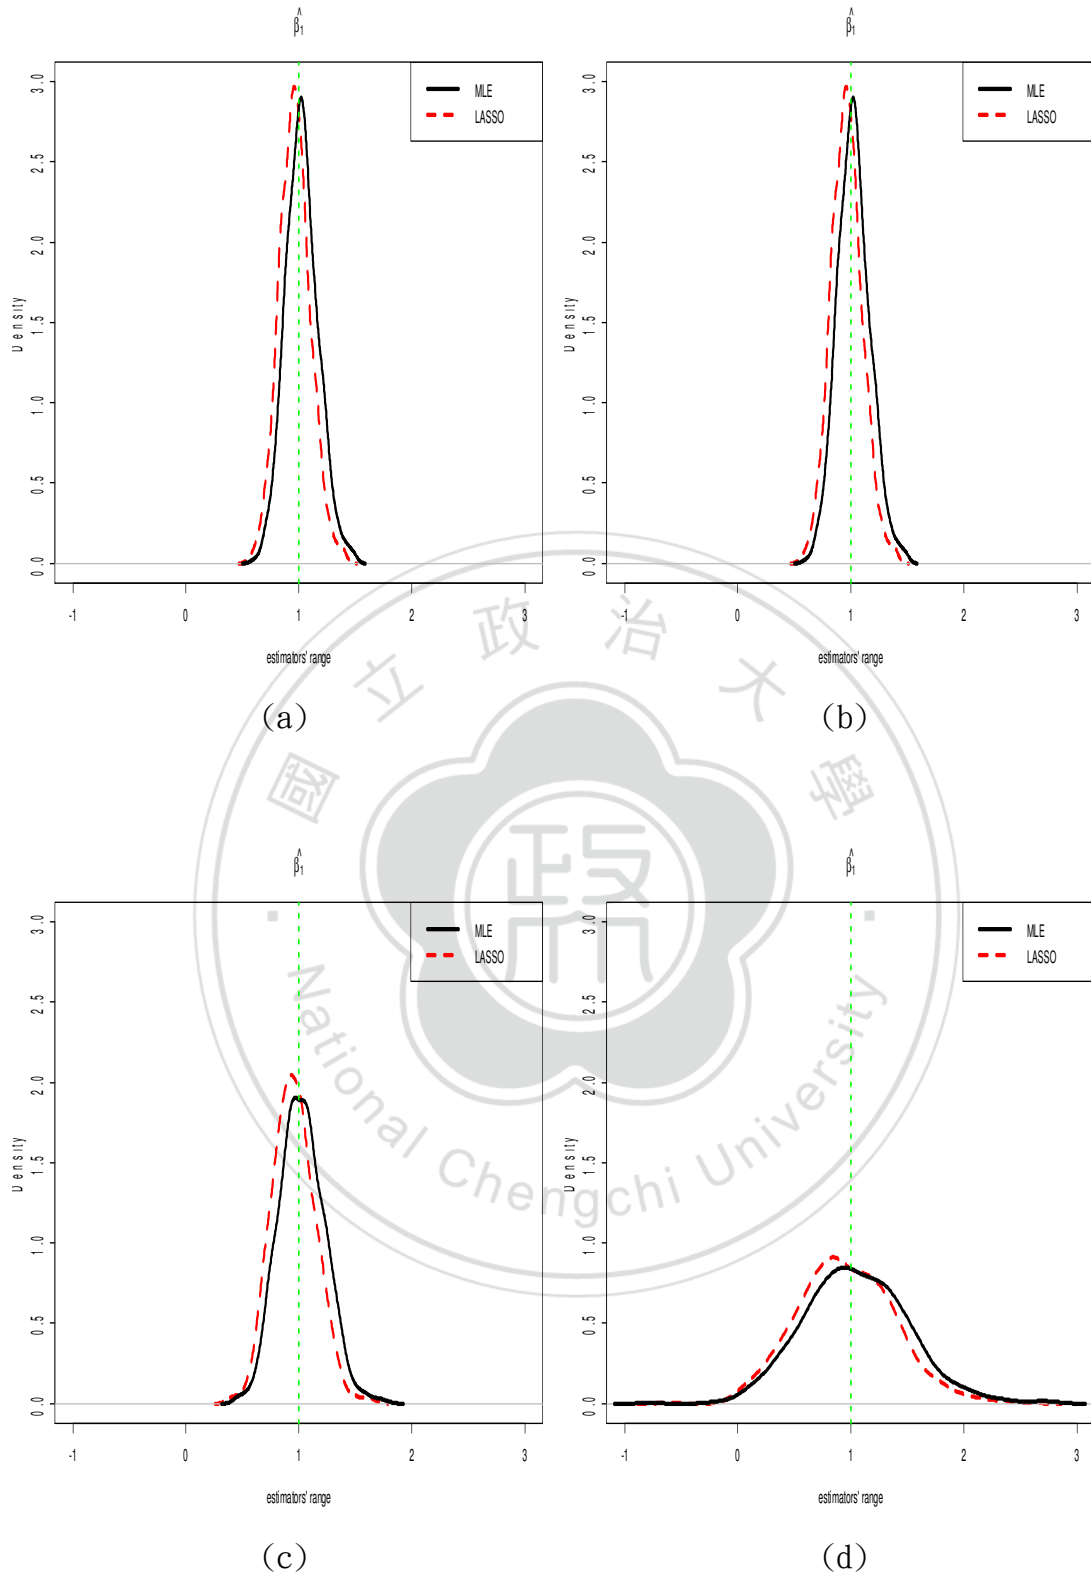 β̂₁
β̂₁
3.0
2.5
2.0
1.5
1.0
0.5
0.0
Density
MLE
LASSO
-1 0 1 2 3
estimators' range
(a)
3.0
2.5
2.0
1.5
1.0
0.5
0.0
Density
MLE
LASSO
-1 0 1 2 3
estimators' range
(b)
國立政治大學
政
National Chengchi University
β̂₁
β̂₁
3.0
2.5
2.0
1.5
1.0
0.5
0.0
Density
MLE
LASSO
-1 0 1 2 3
estimators' range
(c)
3.0
2.5
2.0
1.5
1.0
0.5
0.0
Density
MLE
LASSO
-1 0 1 2 3
estimators' range
(d)